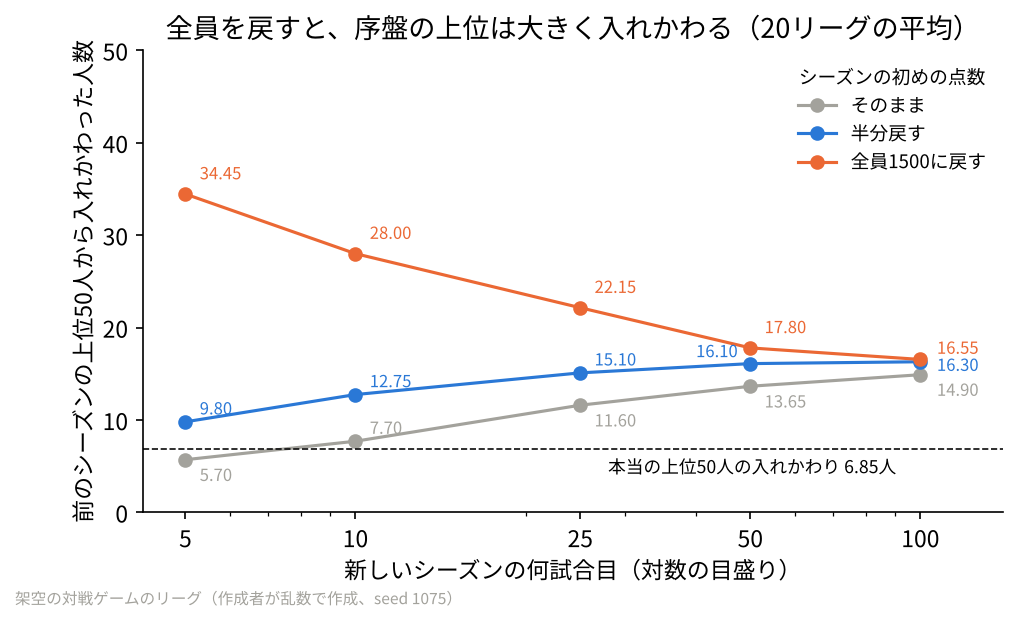 全員を戻すと、序盤の上位は大きく入れかわる（20リーグの平均）
前のシーズンの上位50人から入れかわった人数
50
40
30
20
10
0
シーズンの初めの点数
そのまま
半分戻す
全員1500に戻す
34.45
28.00
22.15
17.80
16.55
9.80
12.75
15.10
16.10
16.30
5.70
7.70
11.60
13.65
14.90
本当の上位50人の入れかわり 6.85人
5
10
25
50
100
新しいシーズンの何試合目（対数の目盛り）
架空の対戦ゲームのリーグ（作成者が乱数で作成、seed 1075）